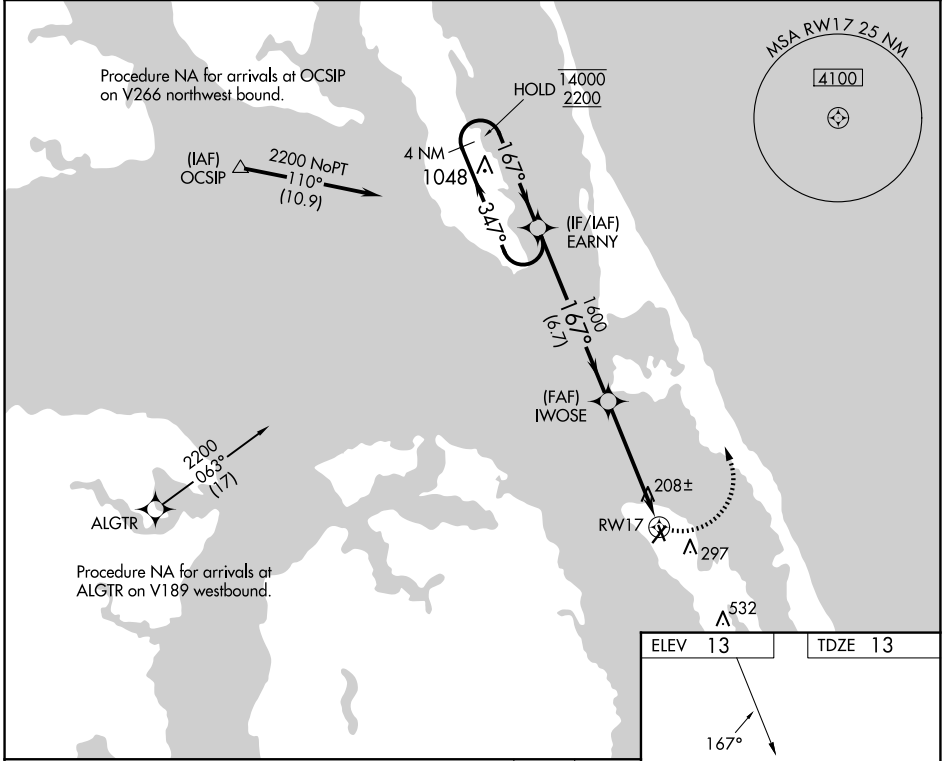 Procedure NA for arrivals at OCSIP
on V266 northwest bound.
MSA RW17 25 NM
4100
HOLD
14000
2200
4 NM
1048
167°
347°
(IAF)
OCSIP
2200 NoPT
110°
(10.9)
(IF/IAF)
EARNY
1600
167°
(6.7)
(FAF)
IWOSE
2200
063°
(17)
ALGTR
208±
RW17
297
Procedure NA for arrivals at
ALGTR on V189 westbound.
532
ELEV 13
TDZE 13
167°